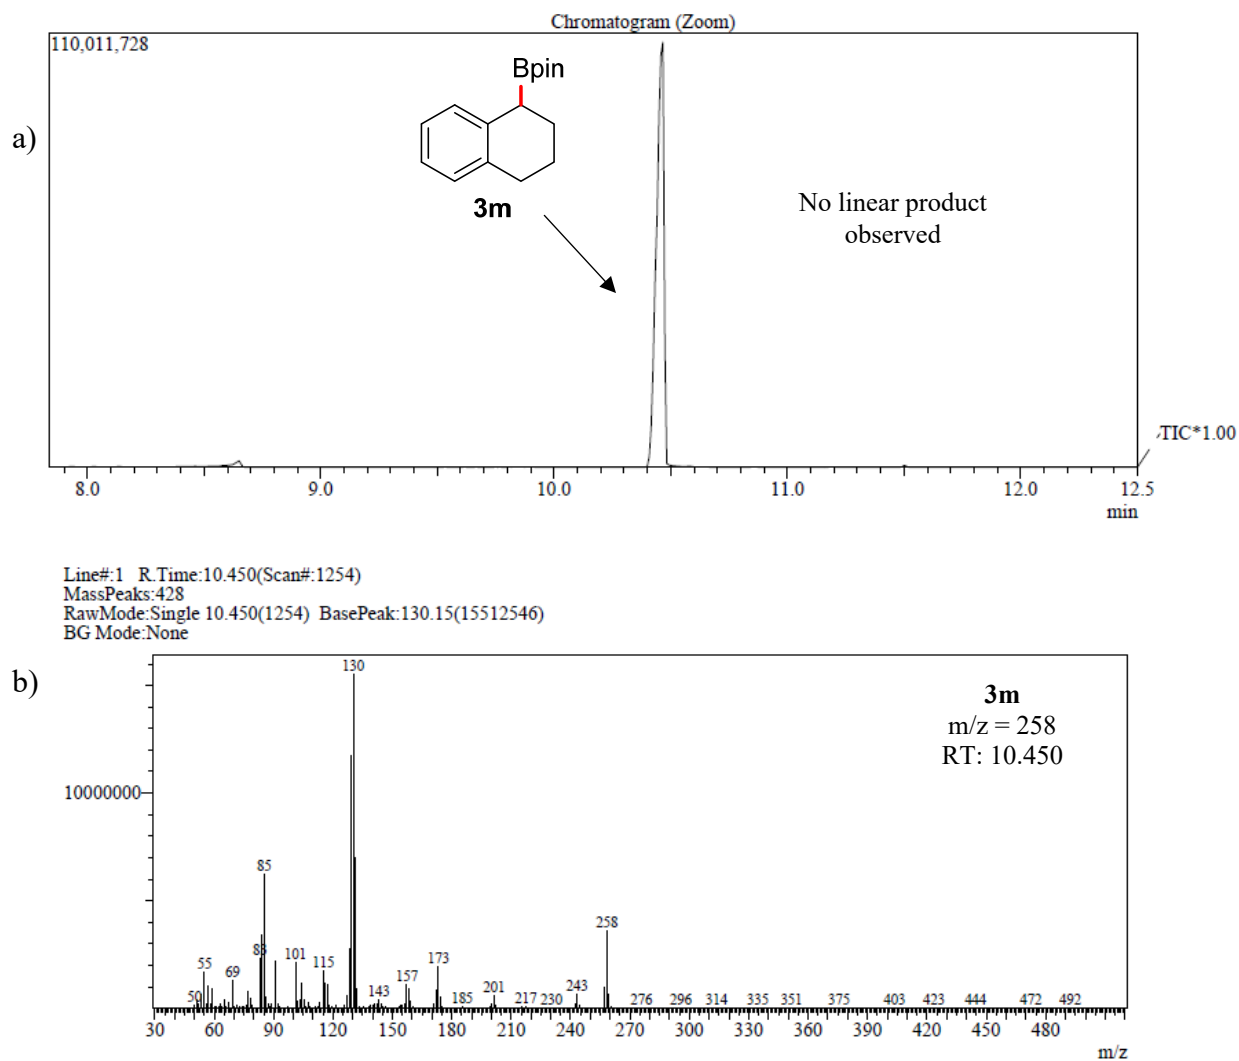 Chromatogram (Zoom)
110,011,728
Bpin
a)
3m
No linear product
observed
TIC*1.00
8.0 9.0 10.0 11.0 12.0 12.5
min
Line#:1 R.Time:10.450(Scan#:1254)
MassPeaks:428
RawMode:Single 10.450(1254) BasePeak:130.15(15512546)
BG Mode:None
b)
130
3m
m/z = 258
RT: 10.450
10000000
85
258
83
55 69 101 115 173
157 243
50 143 185 201 217 230 276 296 314 335 351 375 403 423 444 472 492
30 60 90 120 150 180 210 240 270 300 330 360 390 420 450 480
m/z